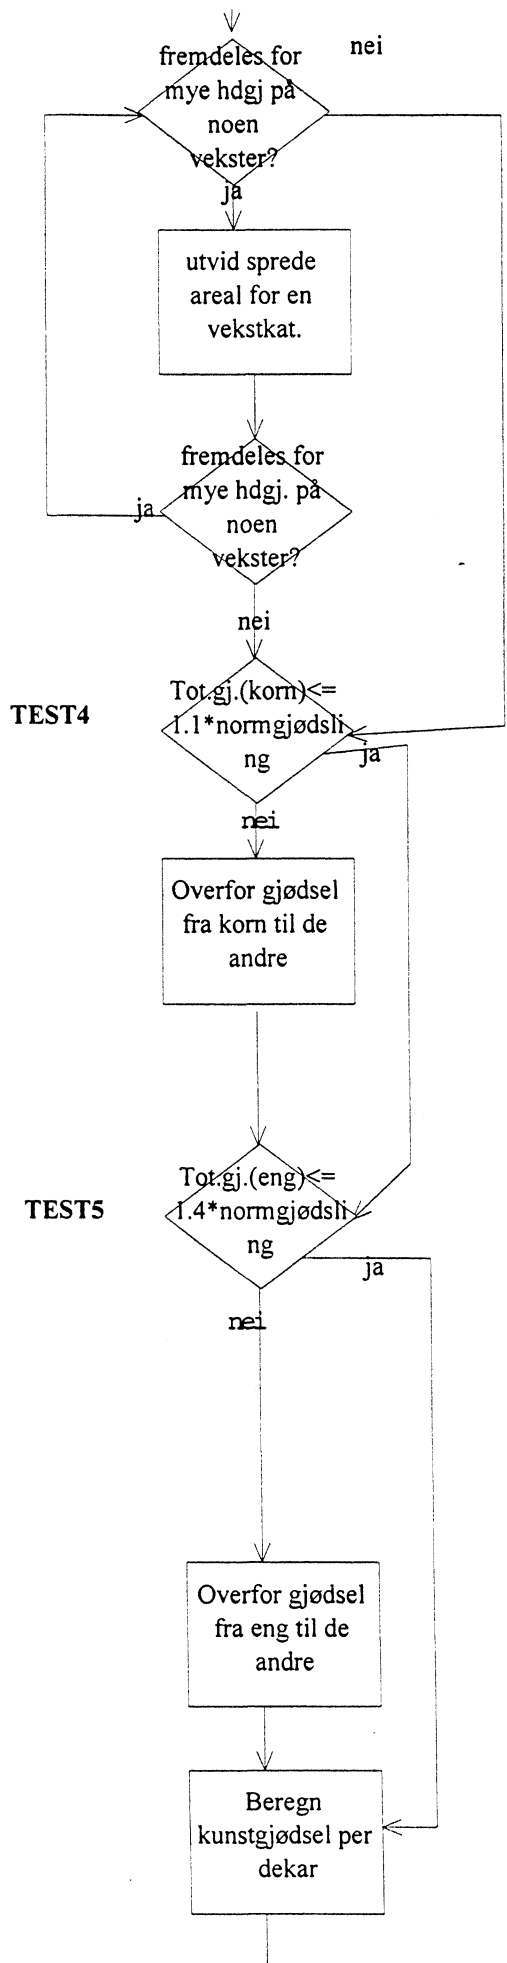 nei
fremdeles for
mye hdgj på
noen
vekster?
ja
utvid sprede
areal for en
vekstkat.
fremdeles for
mye hdgj. på
noen
vekster?
ja
nei
TEST4
Tot.gj.(korn)<=
1.1*normgjødsli
ng
ja
nei
Overfor gjødsel
fra korn til de
andre
TEST5
Tot.gj.(eng)<=
1.4*normgjødsli
ng
ja
nei
Overfor gjødsel
fra eng til de
andre
Beregn
kunstgjødsel per
dekar